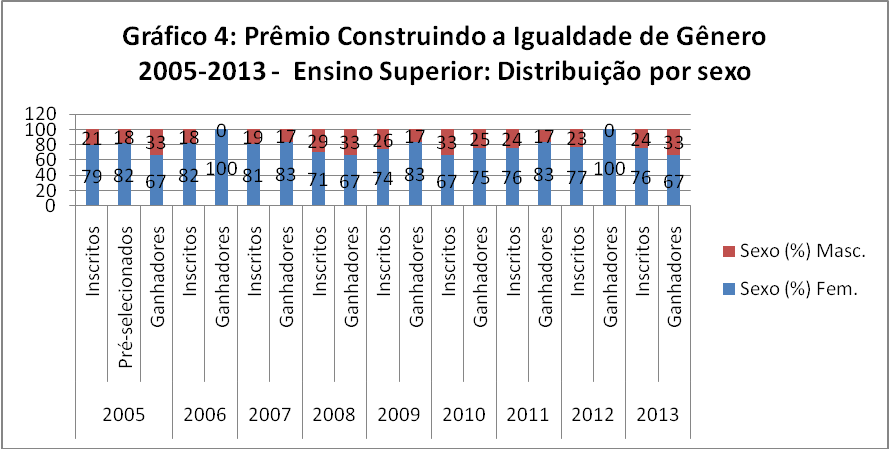 Gráfico 4: Prêmio Construindo a Igualdade de Gênero
2005-2013 - Ensino Superior: Distribuição por sexo
120
100
80
60
40
20
0
21 18 33 18 0 19 17 29 33 26 17 33 25 24 17 23 0 24 33
79 82 67 82 100 81 83 71 67 74 83 67 75 76 83 77 100 76 67
Inscritos
Pré-selecionados
Ganhadores
Inscritos
Ganhadores
Inscritos
Ganhadores
Inscritos
Ganhadores
Inscritos
Ganhadores
Inscritos
Ganhadores
Inscritos
Ganhadores
Inscritos
Ganhadores
Inscritos
Ganhadores
2005 2006 2007 2008 2009 2010 2011 2012 2013
Sexo (%) Masc.
Sexo (%) Fem.